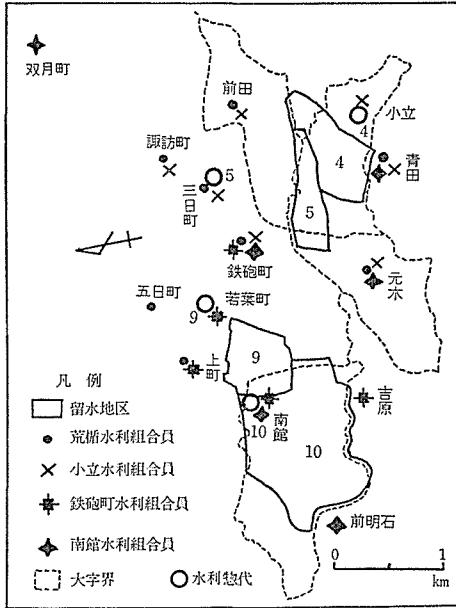 双月町
前田
小立
4
諏訪町
青田
4
5
三日町
5
鉄砲町
元木
五日町
若葉町
9
9
上町
凡例
吉原
留水地区
南館
10
10
荒楯水利組合員
小立水利組合員
鉄砲町水利組合員
南館水利組合員
前明石
大字界
水利惣代
0 1
km